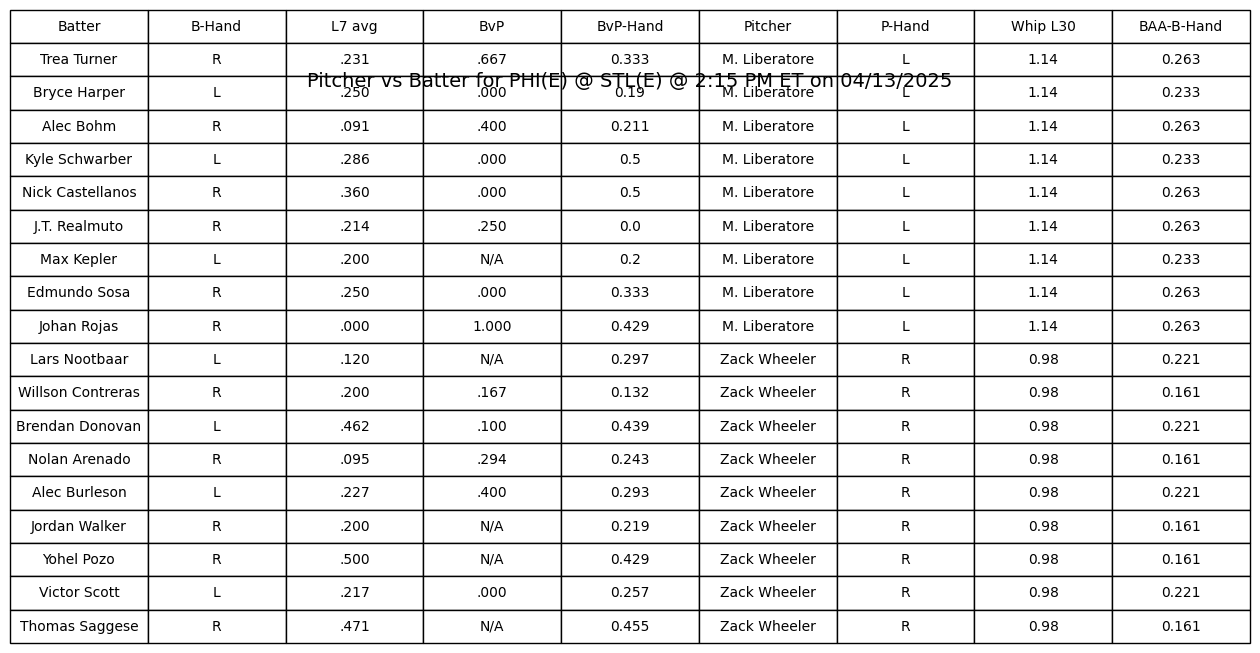 Batter B-Hand L7 avg BvP BvP-Hand Pitcher P-Hand Whip L30 BAA-B-Hand
Trea Turner R .231 .667 0.333 M. Liberatore L 1.14 0.263
Pitcher vs Batter for PHI(E) @ STL(E) @ 2:15 PM ET on 04/13/2025
Bryce Harper L .250 .000 0.19 M. Liberatore L 1.14 0.233
Alec Bohm R .091 .400 0.211 M. Liberatore L 1.14 0.263
Kyle Schwarber L .286 .000 0.5 M. Liberatore L 1.14 0.233
Nick Castellanos R .360 .000 0.5 M. Liberatore L 1.14 0.263
J.T. Realmuto R .214 .250 0.0 M. Liberatore L 1.14 0.263
Max Kepler L .200 N/A 0.2 M. Liberatore L 1.14 0.233
Edmundo Sosa R .250 .000 0.333 M. Liberatore L 1.14 0.263
Johan Rojas R .000 1.000 0.429 M. Liberatore L 1.14 0.263
Lars Nootbaar L .120 N/A 0.297 Zack Wheeler R 0.98 0.221
Willson Contreras R .200 .167 0.132 Zack Wheeler R 0.98 0.161
Brendan Donovan L .462 .100 0.439 Zack Wheeler R 0.98 0.221
Nolan Arenado R .095 .294 0.243 Zack Wheeler R 0.98 0.161
Alec Burleson L .227 .400 0.293 Zack Wheeler R 0.98 0.221
Jordan Walker R .200 N/A 0.219 Zack Wheeler R 0.98 0.161
Yohel Pozo R .500 N/A 0.429 Zack Wheeler R 0.98 0.161
Victor Scott L .217 .000 0.257 Zack Wheeler R 0.98 0.221
Thomas Saggese R .471 N/A 0.455 Zack Wheeler R 0.98 0.161